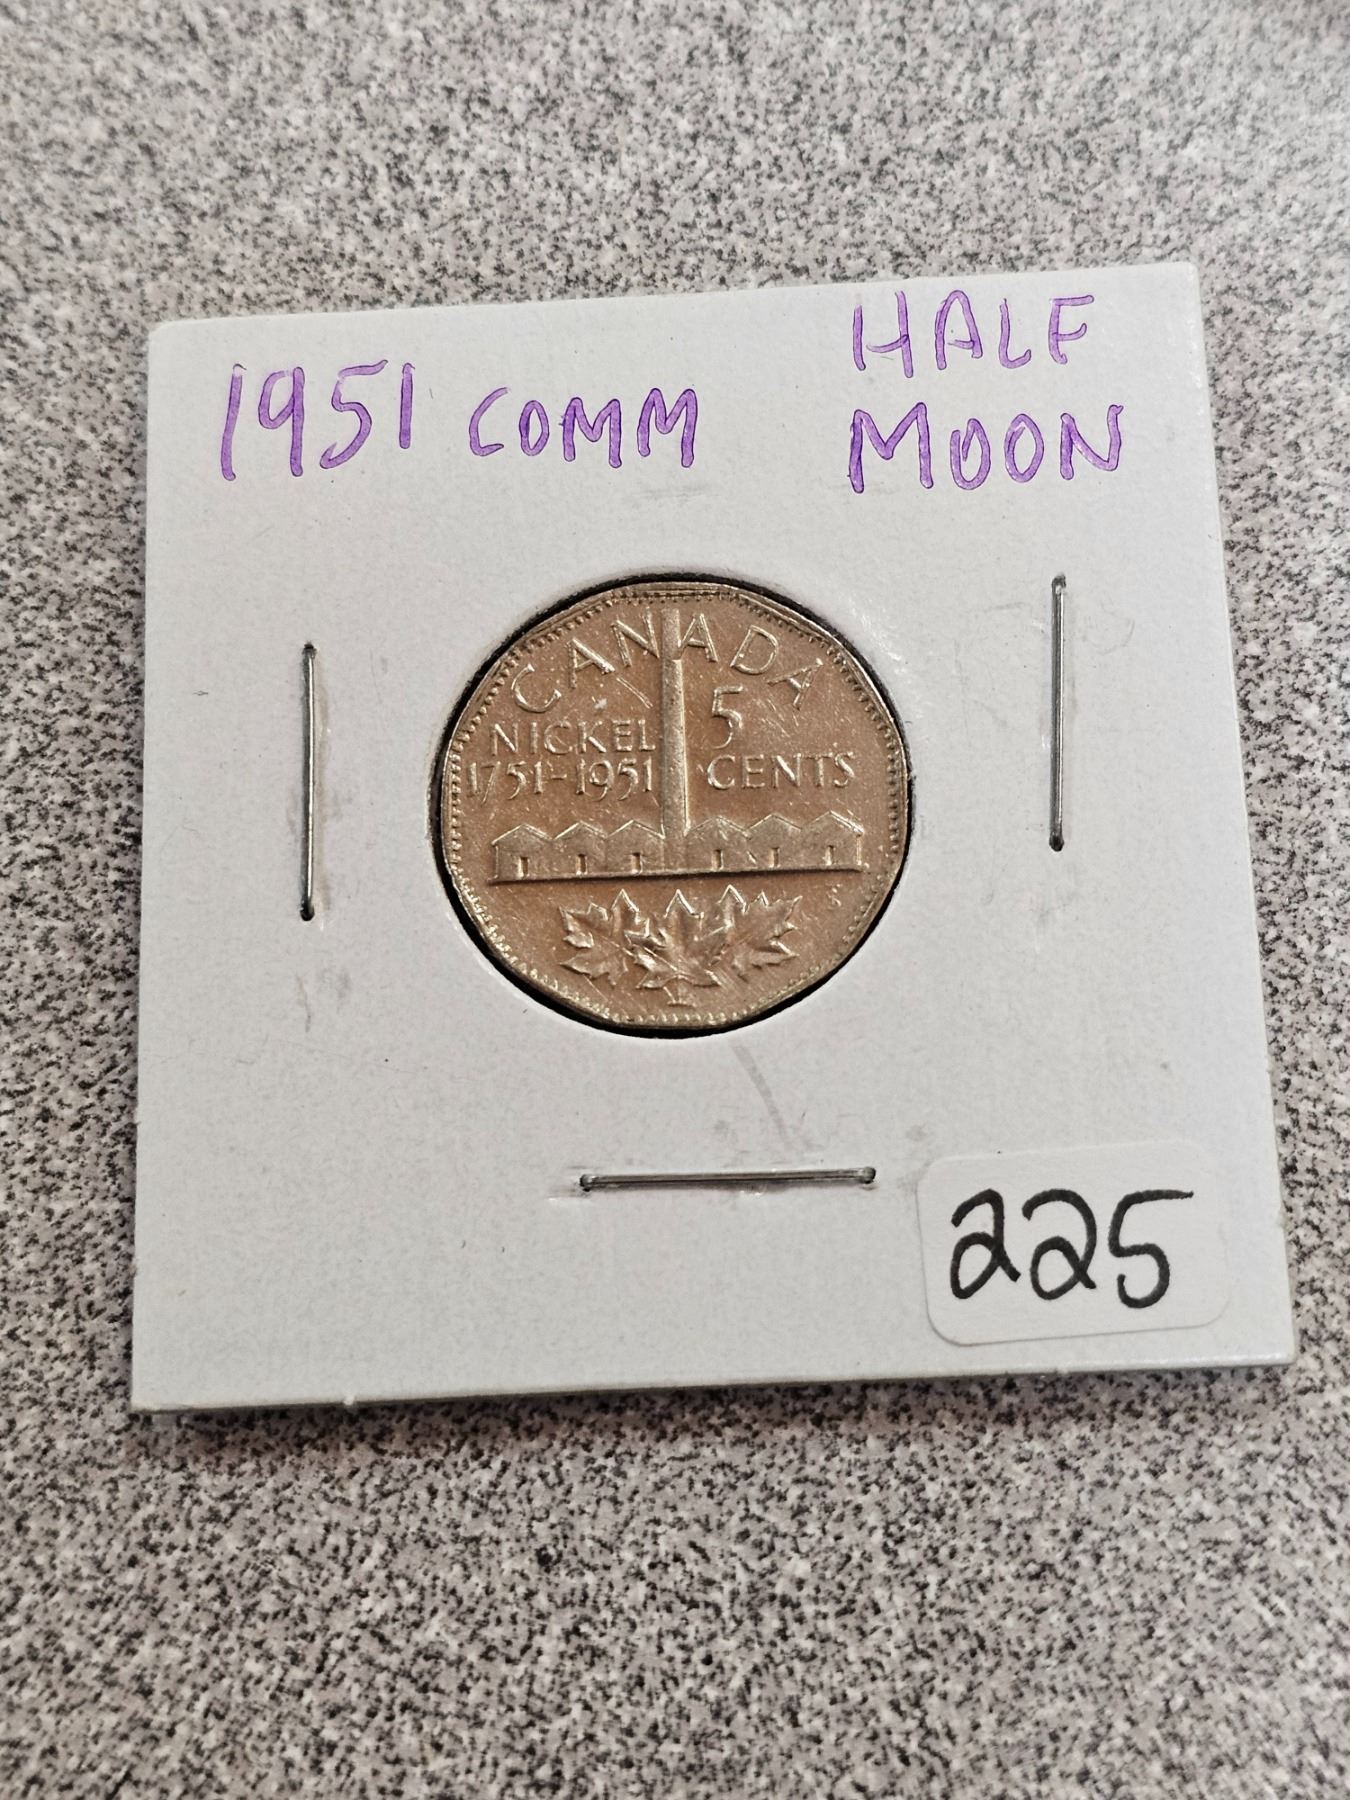 1951 COMM
HALF
MOON
CANADA
NICKEL
1751-1951
5
CENTS
225